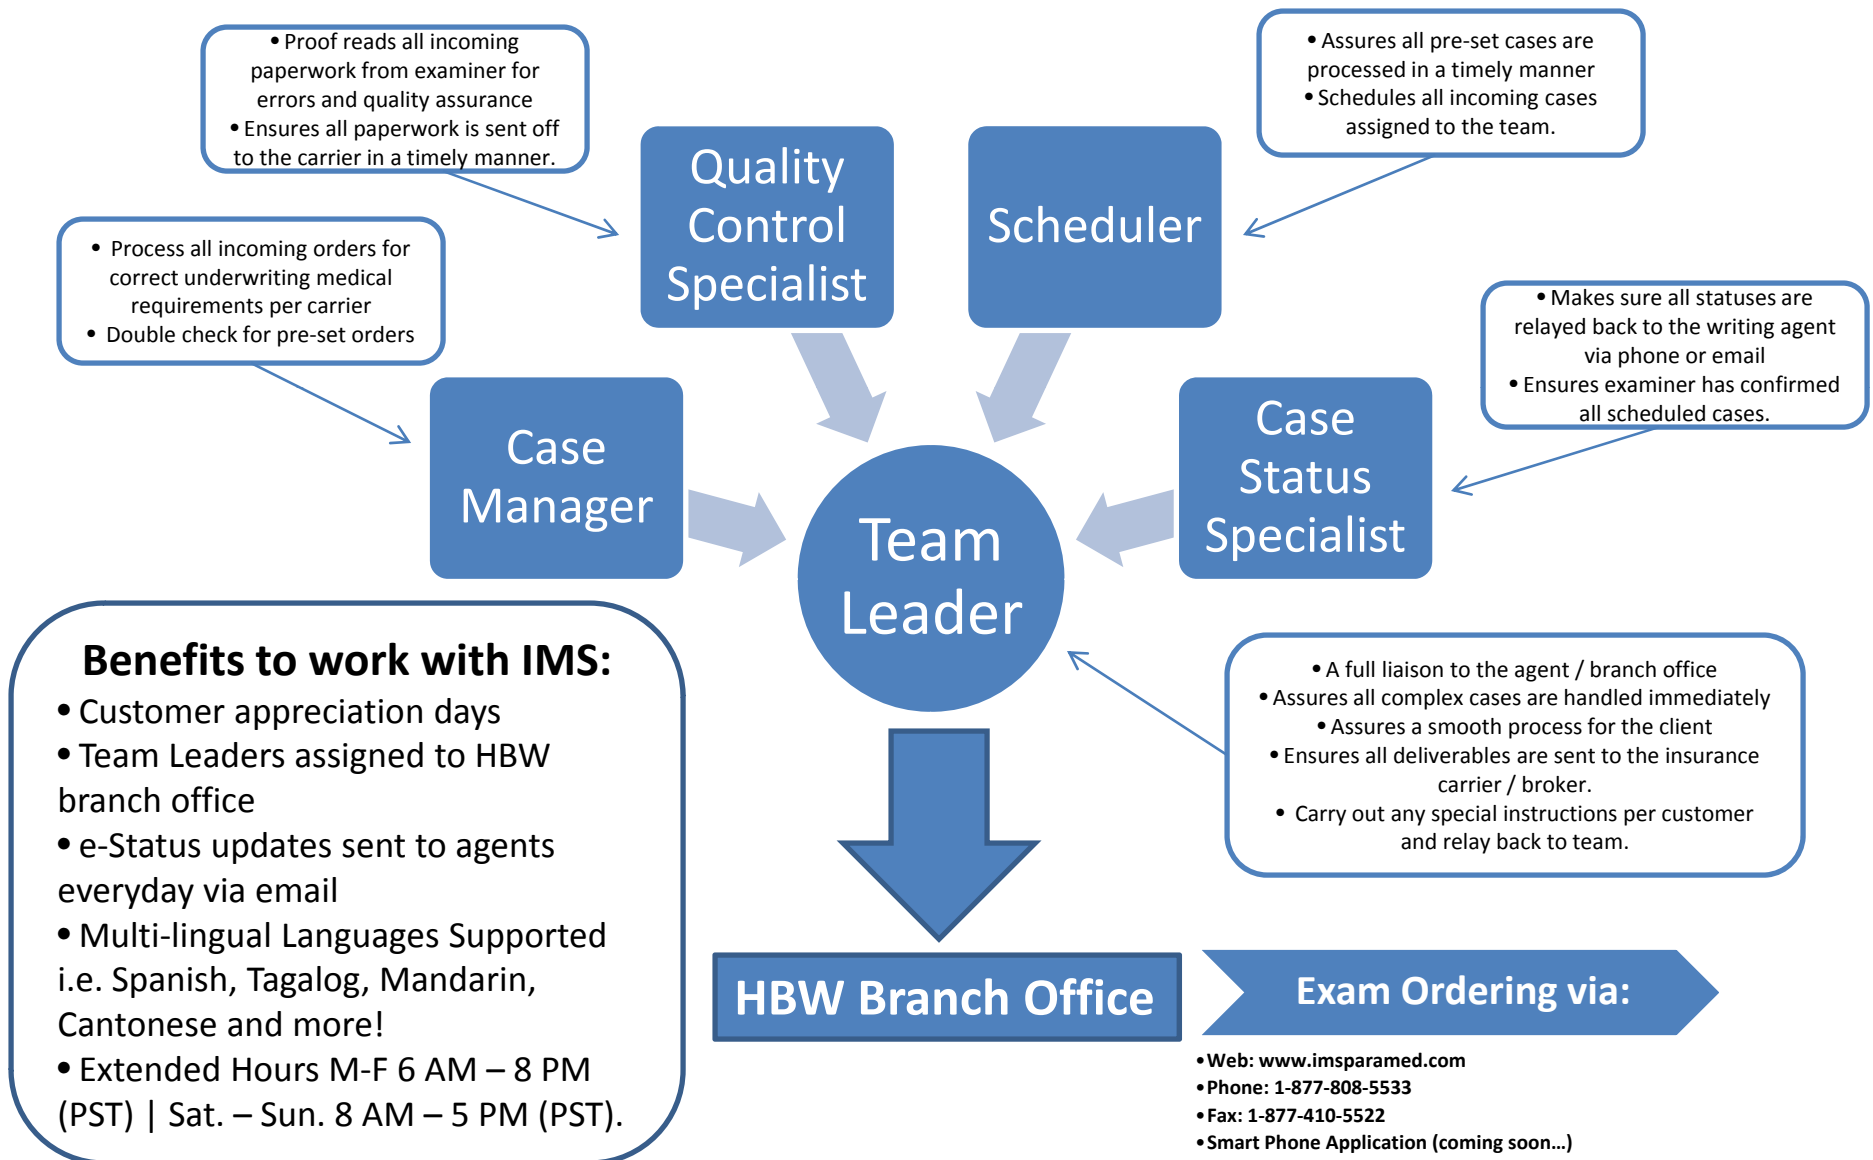 • Proof reads all incoming
paperwork from examiner for
errors and quality assurance
• Ensures all paperwork is sent off
to the carrier in a timely manner.
• Assures all pre-set cases are
processed in a timely manner
• Schedules all incoming cases
assigned to the team.
Quality
Control
Specialist
Scheduler
• Process all incoming orders for
correct underwriting medical
requirements per carrier
• Double check for pre-set orders
• Makes sure all statuses are
relayed back to the writing agent
via phone or email
• Ensures examiner has confirmed
all scheduled cases.
Case
Manager
Case
Status
Specialist
Team
Leader
Benefits to work with IMS:
• Customer appreciation days
• Team Leaders assigned to HBW
branch office
• e-Status updates sent to agents
everyday via email
• Multi-lingual Languages Supported
i.e. Spanish, Tagalog, Mandarin,
Cantonese and more!
• Extended Hours M-F 6 AM – 8 PM
(PST) | Sat. – Sun. 8 AM – 5 PM (PST).
• A full liaison to the agent / branch office
• Assures all complex cases are handled immediately
• Assures a smooth process for the client
• Ensures all deliverables are sent to the insurance
carrier / broker.
• Carry out any special instructions per customer
and relay back to team.
HBW Branch Office
Exam Ordering via:
• Web: www.imsparamed.com
• Phone: 1-877-808-5533
• Fax: 1-877-410-5522
• Smart Phone Application (coming soon…)